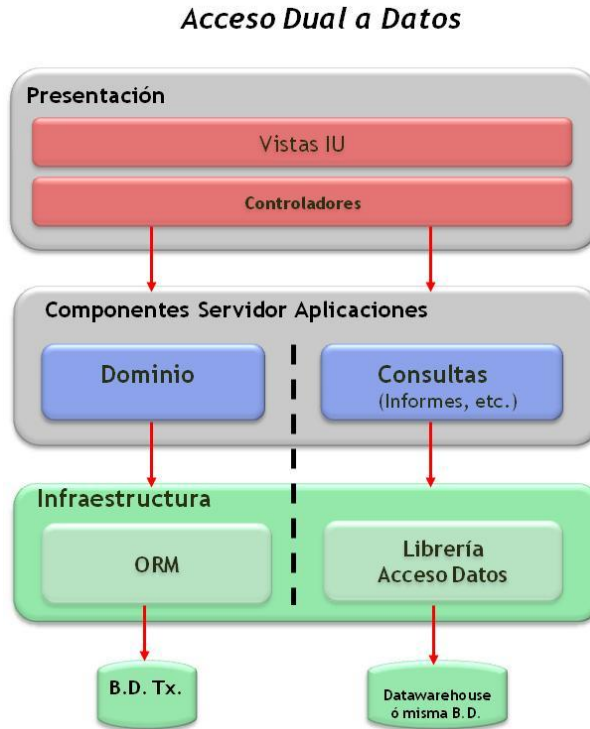 Acceso Dual a Datos
Presentación
Vistas IU
Controladores
Componentes Servidor Aplicaciones
Dominio
Consultas
(Informes, etc.)
Infraestructura
ORM
Librería
Acceso Datos
B.D. Tx.
Datawarehouse
ó misma B.D.